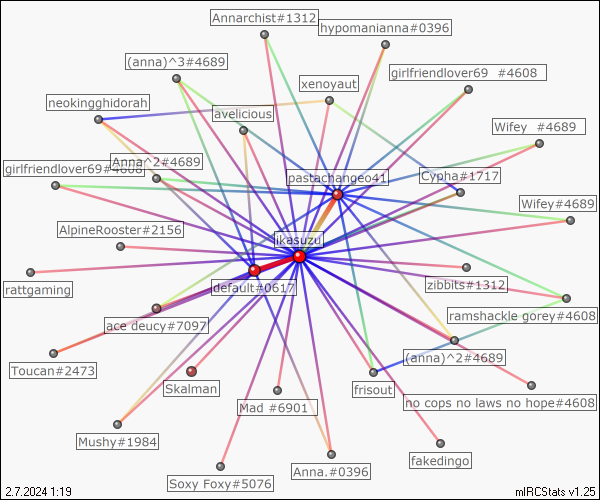 Annarchist#1312
hypomanianna#0396
(anna)^3#4689
girlfriendlover69 #4608
xenoyaut
neokingghidorah
avelicious
Wifey #4689
Anna^2#4689
girlfriendlover69#4608
pastachangeo41
Cypha#1717
Wifey#4689
AlpineRooster#2156
ikasuzu
rattgaming
default#0617
zibbits#1312
ace deucy#7097
ramshackle gorey#4608
(anna)^2#4689
Toucan#2473
Skalman
frisout
Mad #6901
no cops no laws no hope#4608
Mushy#1984
fakedingo
Anna.#0396
Soxy Foxy#5076
2.7.2024 1:19
mIRCStats v1.25